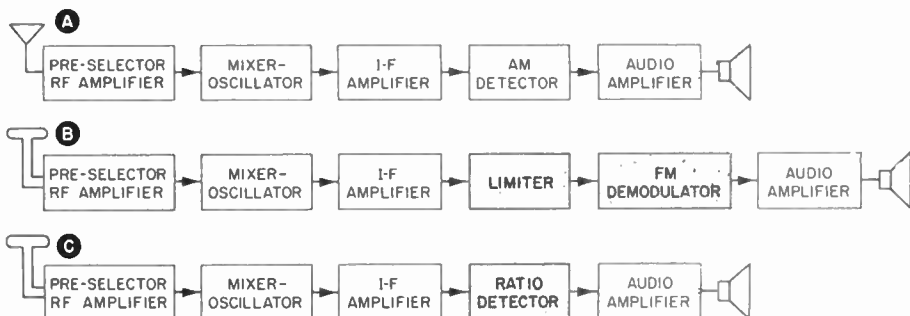 A
PRE-SELECTOR
RF AMPLIFIER
MIXER-
OSCILLATOR
I-F
AMPLIFIER
AM
DETECTOR
AUDIO
AMPLIFIER
B
PRE-SELECTOR
RF AMPLIFIER
MIXER-
OSCILLATOR
I-F
AMPLIFIER
LIMITER
FM
DEMODULATOR
AUDIO
AMPLIFIER
C
PRE-SELECTOR
RF AMPLIFIER
MIXER-
OSCILLATOR
I-F
AMPLIFIER
RATIO
DETECTOR
AUDIO
AMPLIFIER